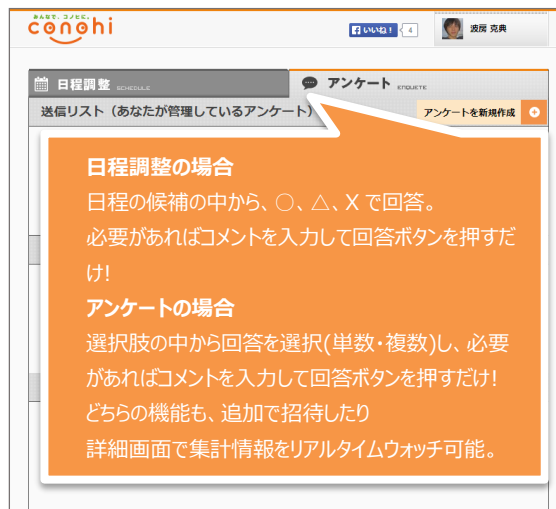 みんなで、コノヒに。
conohi
いいね！ 4
波房 克典
日程調整 SCHEDULE
アンケート ENQUETE
送信リスト（あなたが管理しているアンケート）
アンケートを新規作成
日程調整の場合
日程の候補の中から、○、△、X で回答。
必要があればコメントを入力して回答ボタンを押すだ
け!
アンケートの場合
選択肢の中から回答を選択(単数・複数)し、必要
があればコメントを入力して回答ボタンを押すだけ!
どちらの機能も、追加で招待したり
詳細画面で集計情報をリアルタイムウォッチ可能。